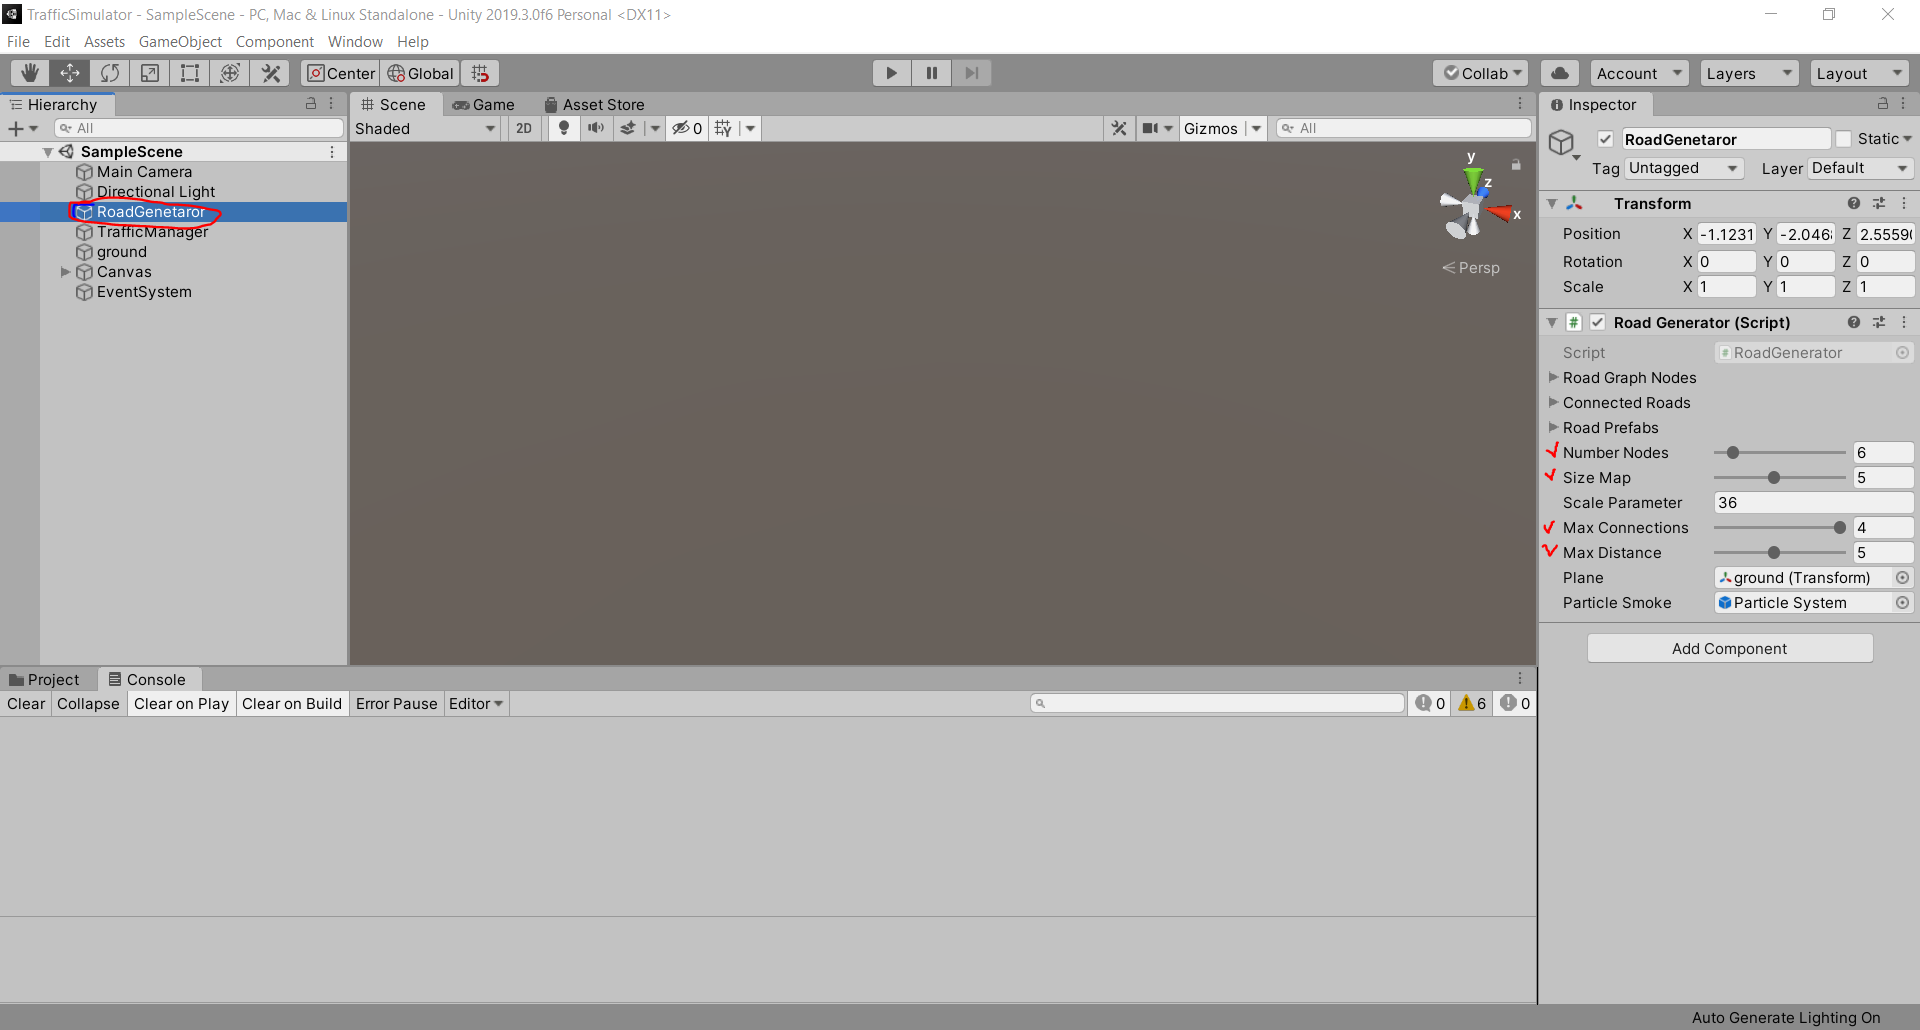 TrafficSimulator - SampleScene - PC, Mac & Linux Standalone - Unity 2019.3.0f6 Personal <DX11>
File Edit Assets GameObject Component Window Help
Center Global Collab Account Layers Layout
Hierarchy
All
SampleScene
Main Camera
Directional Light
RoadGenetaror
TrafficManager
ground
Canvas
EventSystem
Scene Game Asset Store
Shaded 2D 0 Gizmos All
y
z
x
Persp
Inspector
RoadGenetaror Static
Tag Untagged Layer Default
Transform
Position X -1.1231 Y -2.046 Z 2.5559
Rotation X 0 Y 0 Z 0
Scale X 1 Y 1 Z 1
# Road Generator (Script)
Script # RoadGenerator
Road Graph Nodes
Connected Roads
Road Prefabs
Number Nodes 6
Size Map 5
Scale Parameter 36
Max Connections 4
Max Distance 5
Plane ground (Transform)
Particle Smoke Particle System
Add Component
Project Console
Clear Collapse Clear on Play Clear on Build Error Pause Editor 0 6 0
Auto Generate Lighting On